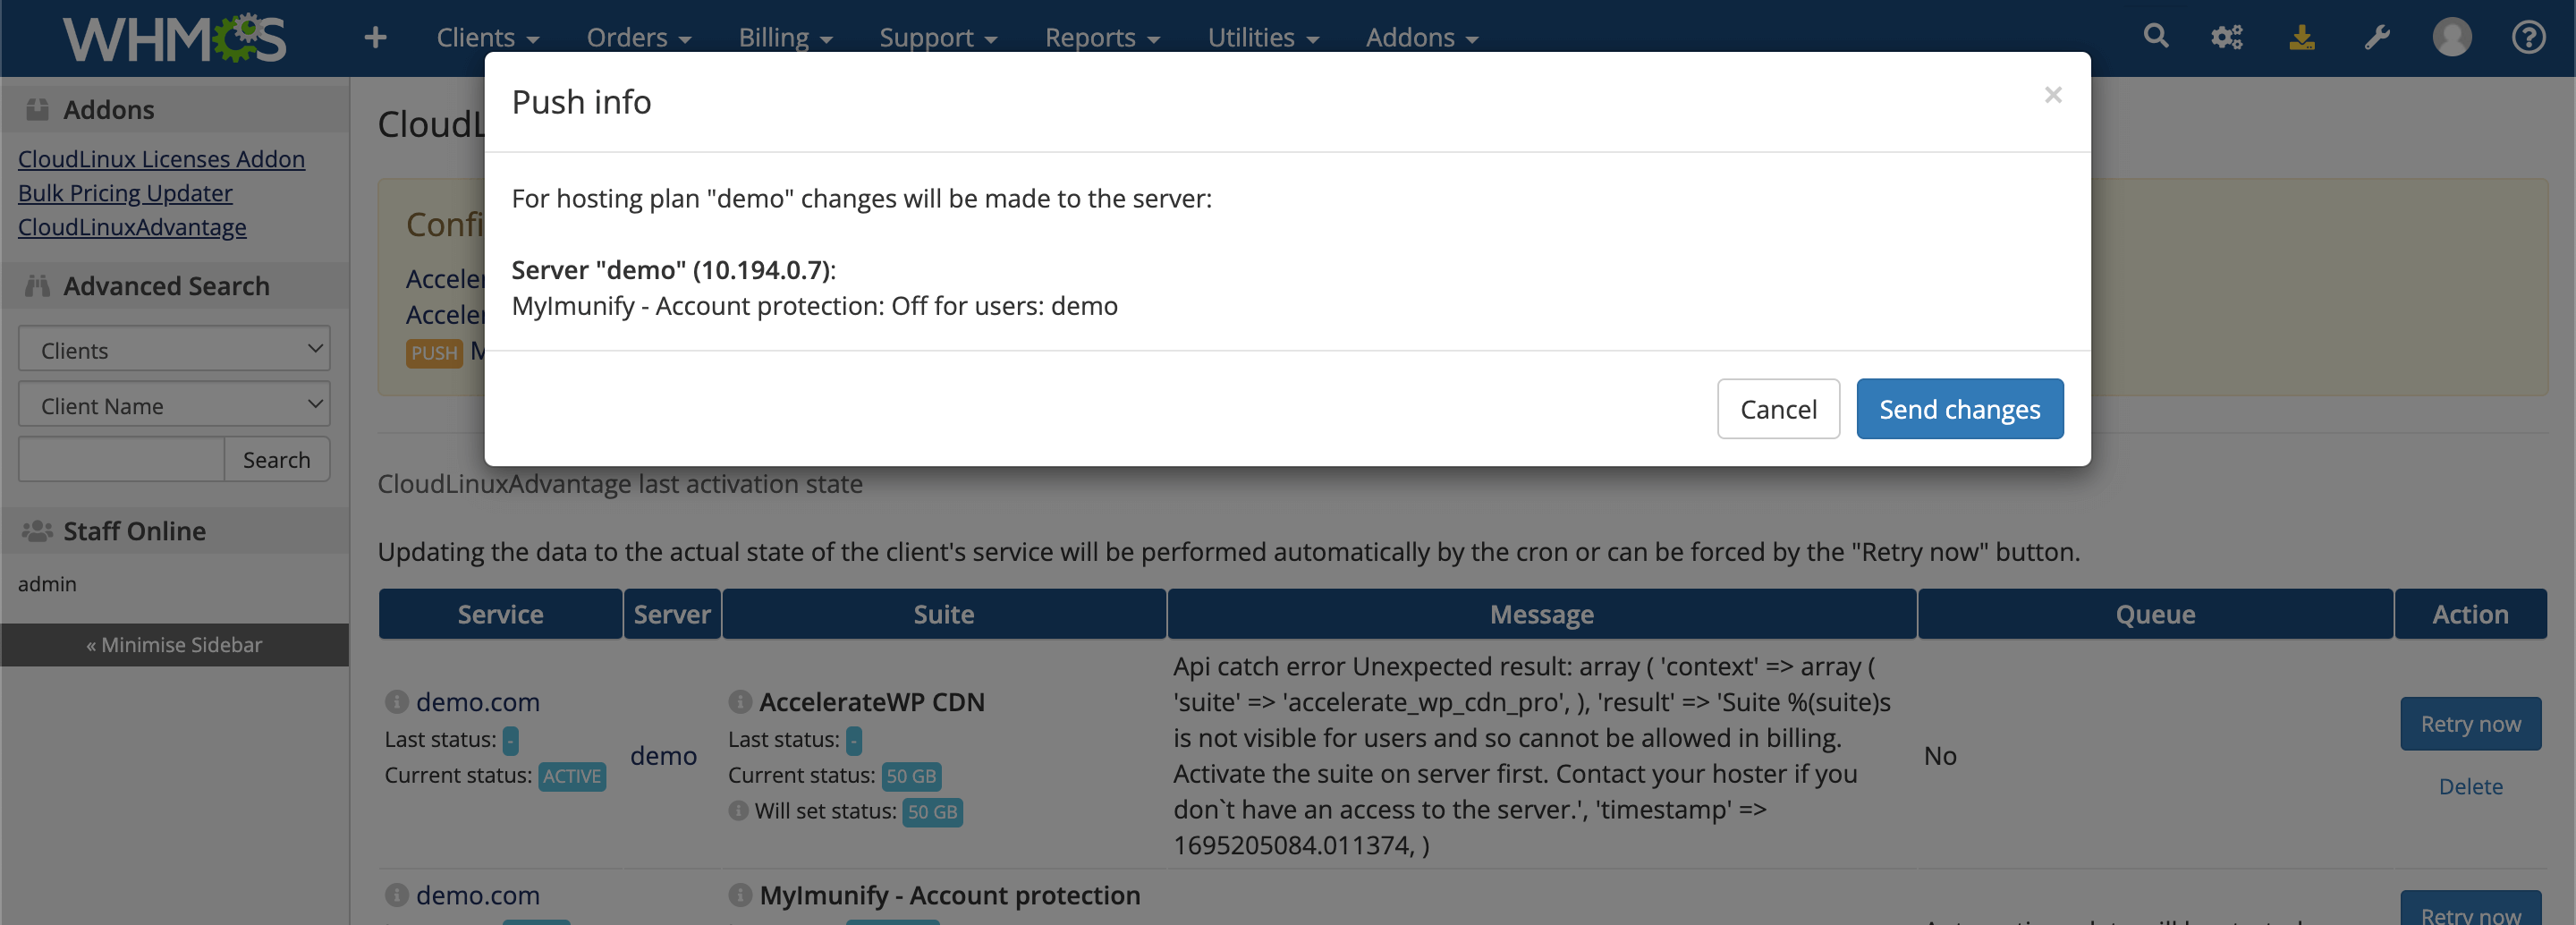 WHMCS
Clients
Orders
Billing
Support
Reports
Utilities
Addons
Push info
×
For hosting plan "demo" changes will be made to the server:
Server "demo" (10.194.0.7):
MyImunify - Account protection: Off for users: demo
Cancel
Send changes
Addons
CloudLinux Licenses Addon
Bulk Pricing Updater
CloudLinuxAdvantage
Advanced Search
Clients
Client Name
Search
Staff Online
admin
« Minimise Sidebar
PUSH
CloudLinuxAdvantage last activation state
Updating the data to the actual state of the client's service will be performed automatically by the cron or can be forced by the "Retry now" button.
Service
Server
Suite
Message
Queue
Action
demo.com
Last status: -
Current status: ACTIVE
demo
AccelerateWP CDN
Last status: -
Current status: 50 GB
Will set status: 50 GB
Api catch error Unexpected result: array ( 'context' => array (
'suite' => 'accelerate_wp_cdn_pro', ), 'result' => 'Suite %(suite)s
is not visible for users and so cannot be allowed in billing.
Activate the suite on server first. Contact your hoster if you
don`t have an access to the server.', 'timestamp' =>
1695205084.011374, )
No
Retry now
Delete
demo.com
MyImunify - Account protection
Retry now